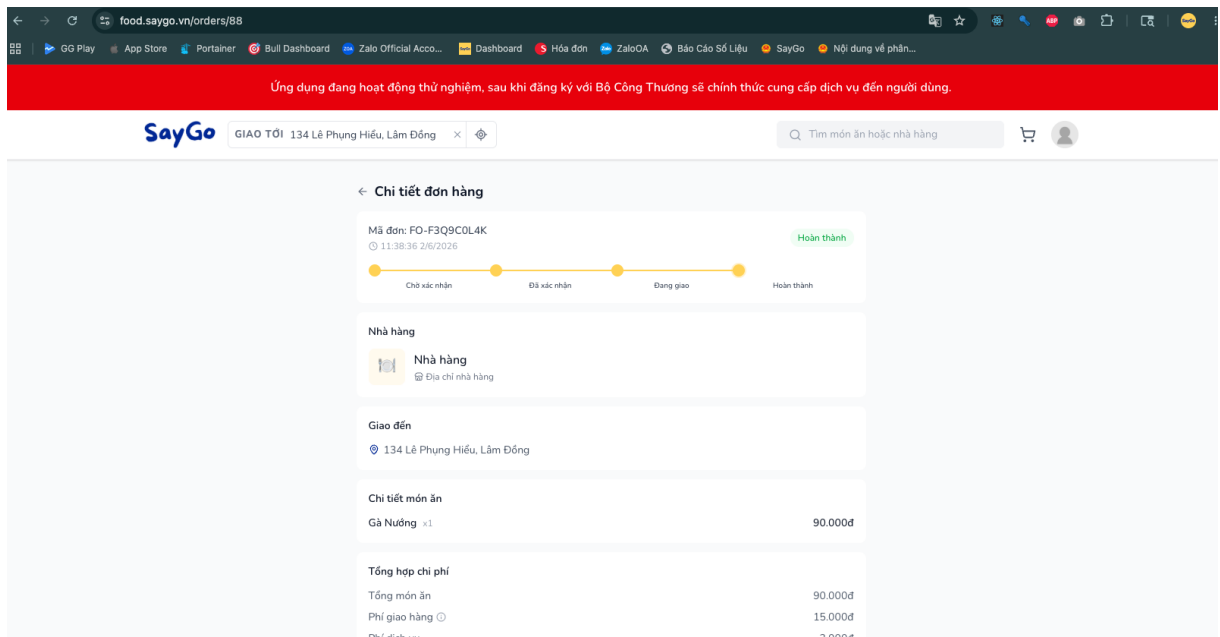 food.saygo.vn/orders/88
GG Play App Store Portainer Bull Dashboard Zalo Official Acco... Dashboard Hóa đơn ZaloOA Báo Cáo Số Liệu SayGo Nội dung về phân...
Ứng dụng đang hoạt động thử nghiệm, sau khi đăng ký với Bộ Công Thương sẽ chính thức cung cấp dịch vụ đến người dùng.
SayGo GIAO TỚI 134 Lê Phụng Hiểu, Lâm Đồng Tìm món ăn hoặc nhà hàng
Chi tiết đơn hàng
Mã đơn: FO-F3Q9C0L4K
Hoàn thành
11:38:36 2/6/2026
Chờ xác nhận Đã xác nhận Đang giao Hoàn thành
Nhà hàng
Nhà hàng
Địa chỉ nhà hàng
Giao đến
134 Lê Phụng Hiểu, Lâm Đồng
Chi tiết món ăn
Gà Nướng x1 90.000đ
Tổng hợp chi phí
Tổng món ăn 90.000đ
Phí giao hàng 15.000đ